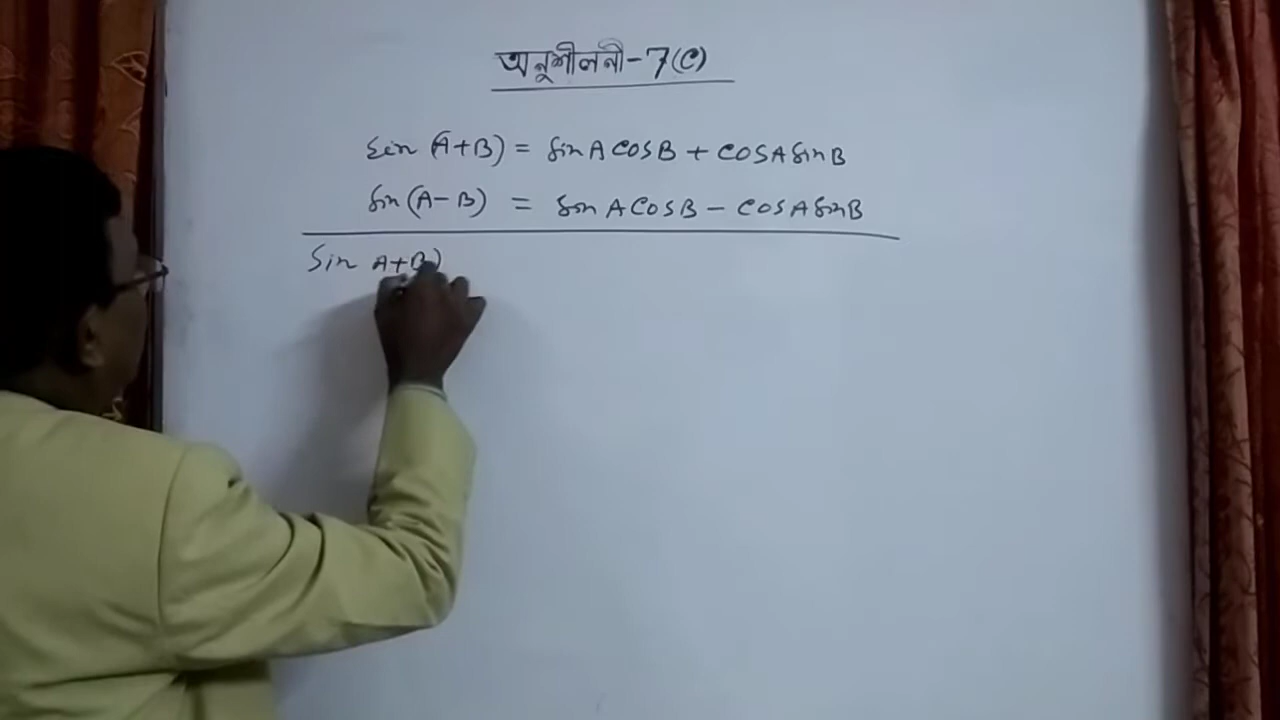 অনুশীলনী-7(C)
Sin (A+B) = Sin A COS B + COS A Sin B
Sin (A-B) = Sin A COS B - COS A Sin B
Sin A+B)